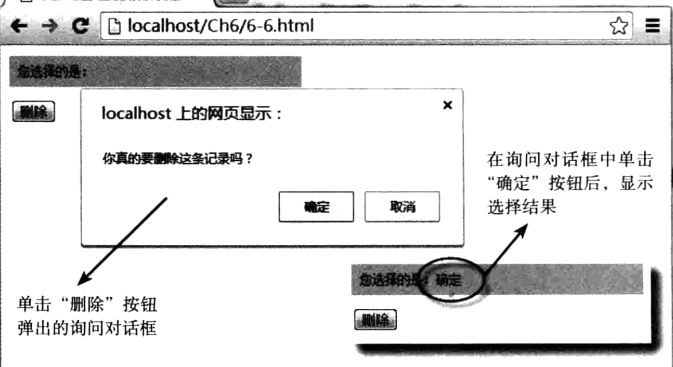 localhost/Ch6/6-6.html
您选择的是：
删除
localhost 上的网页显示：
×
你真的要删除这条记录吗？
确定
取消
在询问对话框中单击
“确定”按钮后，显示
选择结果
您选择的是：确定
删除
单击“删除”按钮
弹出的询问对话框